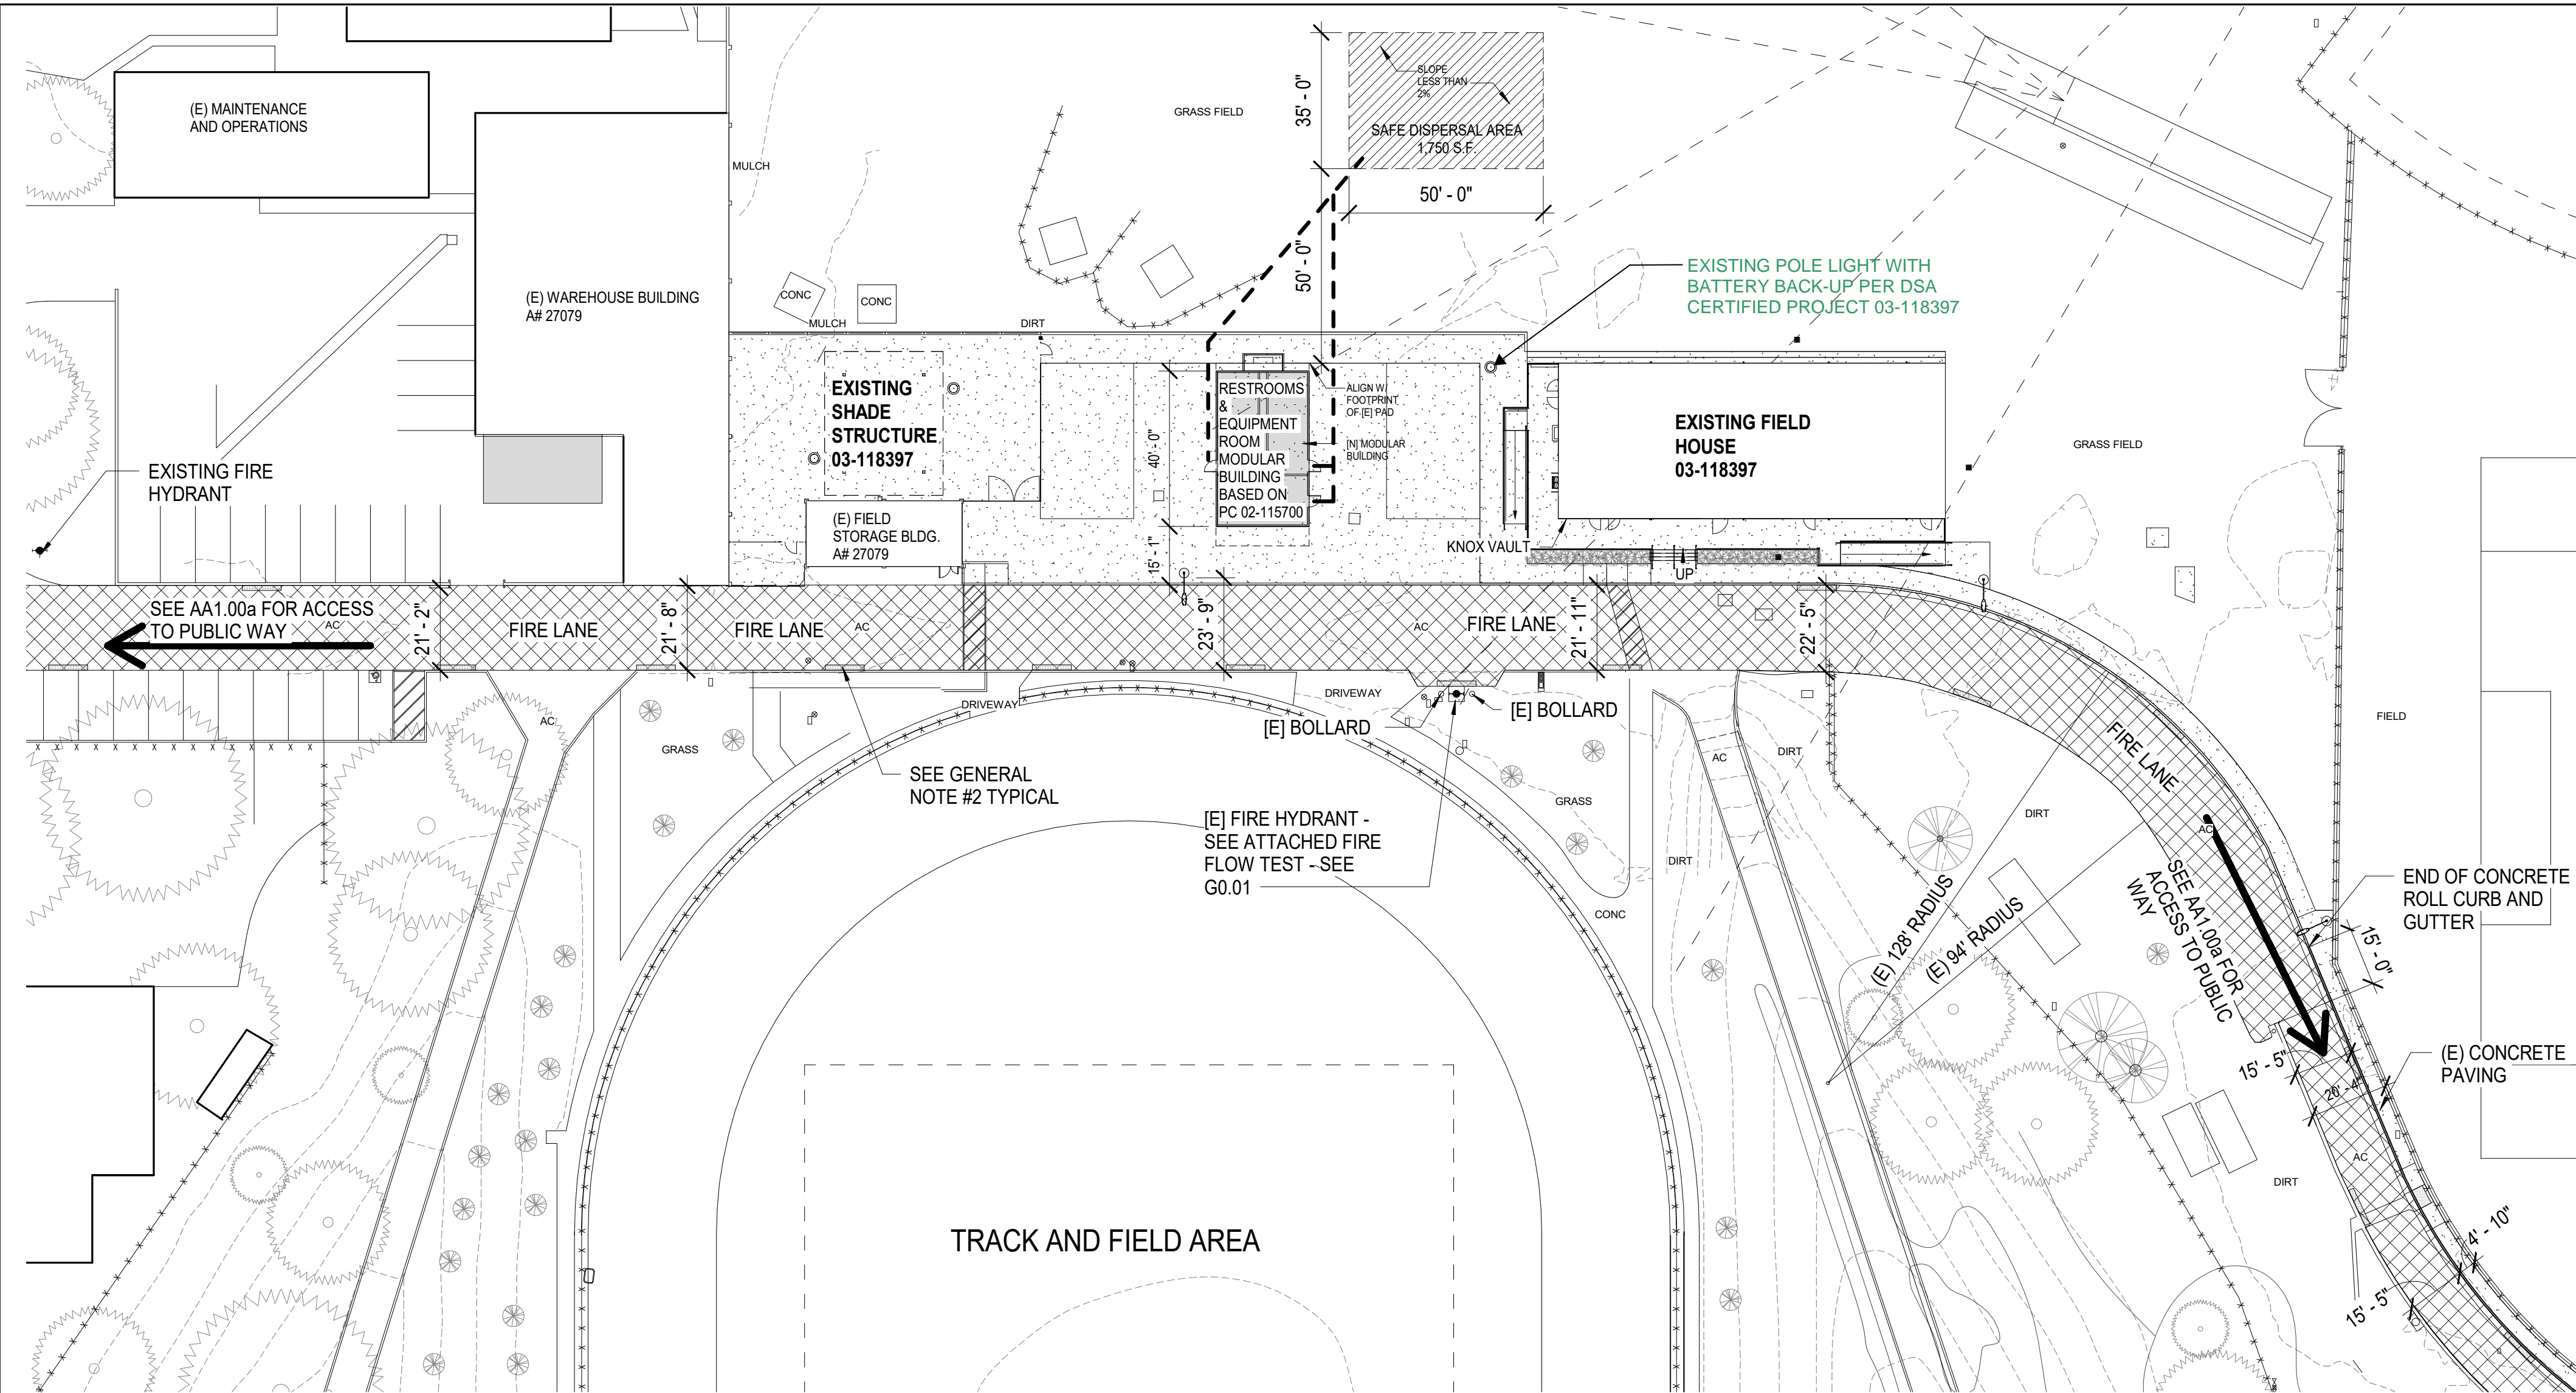 (E) MAINTENANCE
AND OPERATIONS
(E) WAREHOUSE BUILDING
A# 27079
MULCH
GRASS FIELD
35' - 0"
SLOPE
LESS THAN
2%
SAFE DISPERSAL AREA
1,750 S.F.
50' - 0"
50' - 0"
EXISTING POLE LIGHT WITH
BATTERY BACK-UP PER DSA
CERTIFIED PROJECT 03-118397
CONC
CONC
MULCH
DIRT
EXISTING
SHADE
STRUCTURE
03-118397
RESTROOMS
&
EQUIPMENT
ROOM
MODULAR
BUILDING
BASED ON
PC 02-115700
ALIGN W/
FOOTPRINT
OF [E] PAD
[N] MODULAR
BUILDING
40' - 0"
15' - 1"
EXISTING FIELD
HOUSE
03-118397
GRASS FIELD
EXISTING FIRE
HYDRANT
(E) FIELD
STORAGE BLDG.
A# 27079
KNOX VAULT
UP
SEE AA1.00a FOR ACCESS
TO PUBLIC WAY
AC
21' - 2"
FIRE LANE
21' - 8"
FIRE LANE
AC
23' - 9"
AC
FIRE LANE
21' - 11"
22' - 5"
FIRE LANE
AC
GRASS
DRIVEWAY
DRIVEWAY
[E] BOLLARD
[E] BOLLARD
AC
DIRT
FIELD
SEE GENERAL
NOTE #2 TYPICAL
[E] FIRE HYDRANT -
SEE ATTACHED FIRE
FLOW TEST - SEE
G0.01
GRASS
DIRT
CONC
DIRT
AC
(E) 128' RADIUS
(E) 94' RADIUS
SEE AA1.00a FOR
ACCESS TO PUBLIC
WAY
END OF CONCRETE
ROLL CURB AND
GUTTER
15' - 0"
(E) CONCRETE
PAVING
15' - 5"
20' - 4"
AC
DIRT
4' - 10"
15' - 5"
TRACK AND FIELD AREA